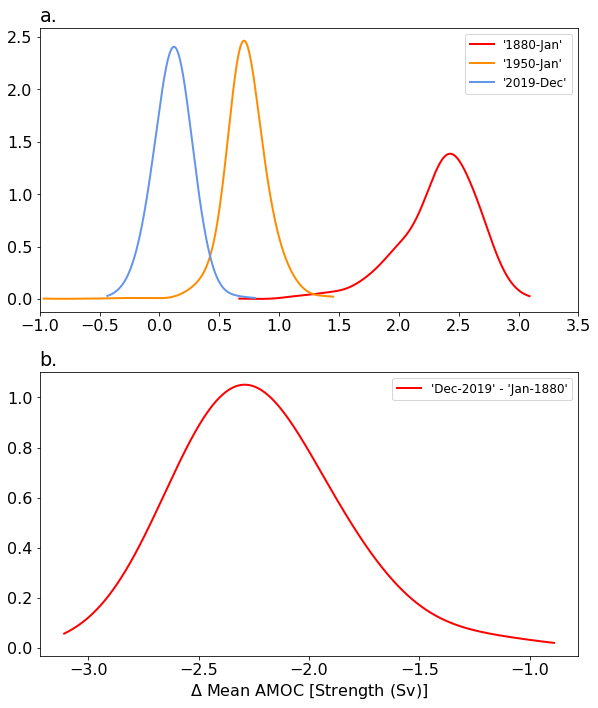 a.
2.5
2.0
1.5
1.0
0.5
0.0
'1880-Jan'
'1950-Jan'
'2019-Dec'
−1.0 −0.5 0.0 0.5 1.0 1.5 2.0 2.5 3.0 3.5
b.
1.0
0.8
0.6
0.4
0.2
0.0
'Dec-2019' - 'Jan-1880'
−3.0 −2.5 −2.0 −1.5 −1.0
Δ Mean AMOC [Strength (Sv)]